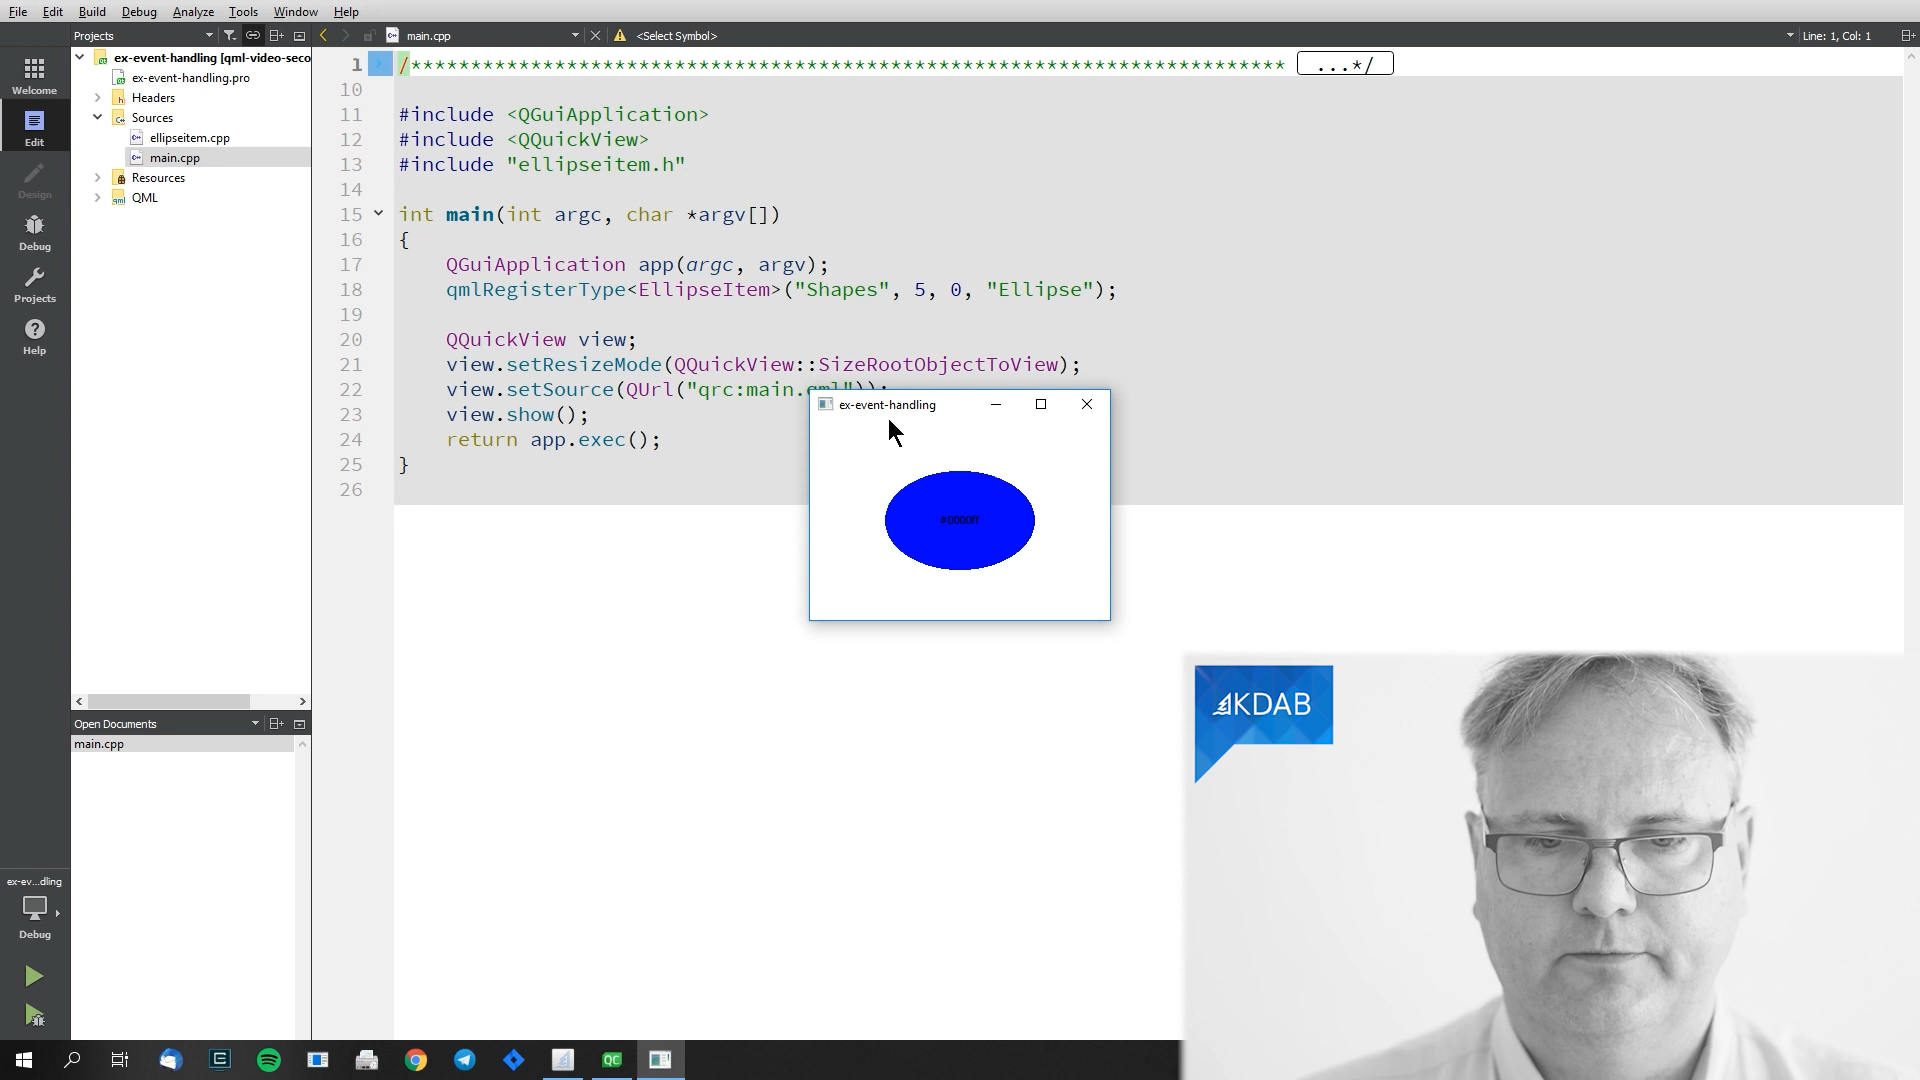 File Edit Build Debug Analyze Tools Window Help
Projects
main.cpp
<Select Symbol>
Line: 1, Col: 1
Welcome
Edit
Design
Debug
Projects
Help
ex-event-handling [qml-video-seco
ex-event-handling.pro
Headers
Sources
ellipseitem.cpp
main.cpp
Resources
QML
Open Documents
main.cpp
ex-ev...dling
Debug
1 /************************************************************************* ...*/
10
11 #include <QGuiApplication>
12 #include <QQuickView>
13 #include "ellipseitem.h"
14
15 int main(int argc, char *argv[])
16 {
17 QGuiApplication app(argc, argv);
18 qmlRegisterType<EllipseItem>("Shapes", 5, 0, "Ellipse");
19
20 QQuickView view;
21 view.setResizeMode(QQuickView::SizeRootObjectToView);
22 view.setSource(QUrl("qrc:main.qml"));
23 view.show();
24 return app.exec();
25 }
26
ex-event-handling
#0000ff
KDAB
QC